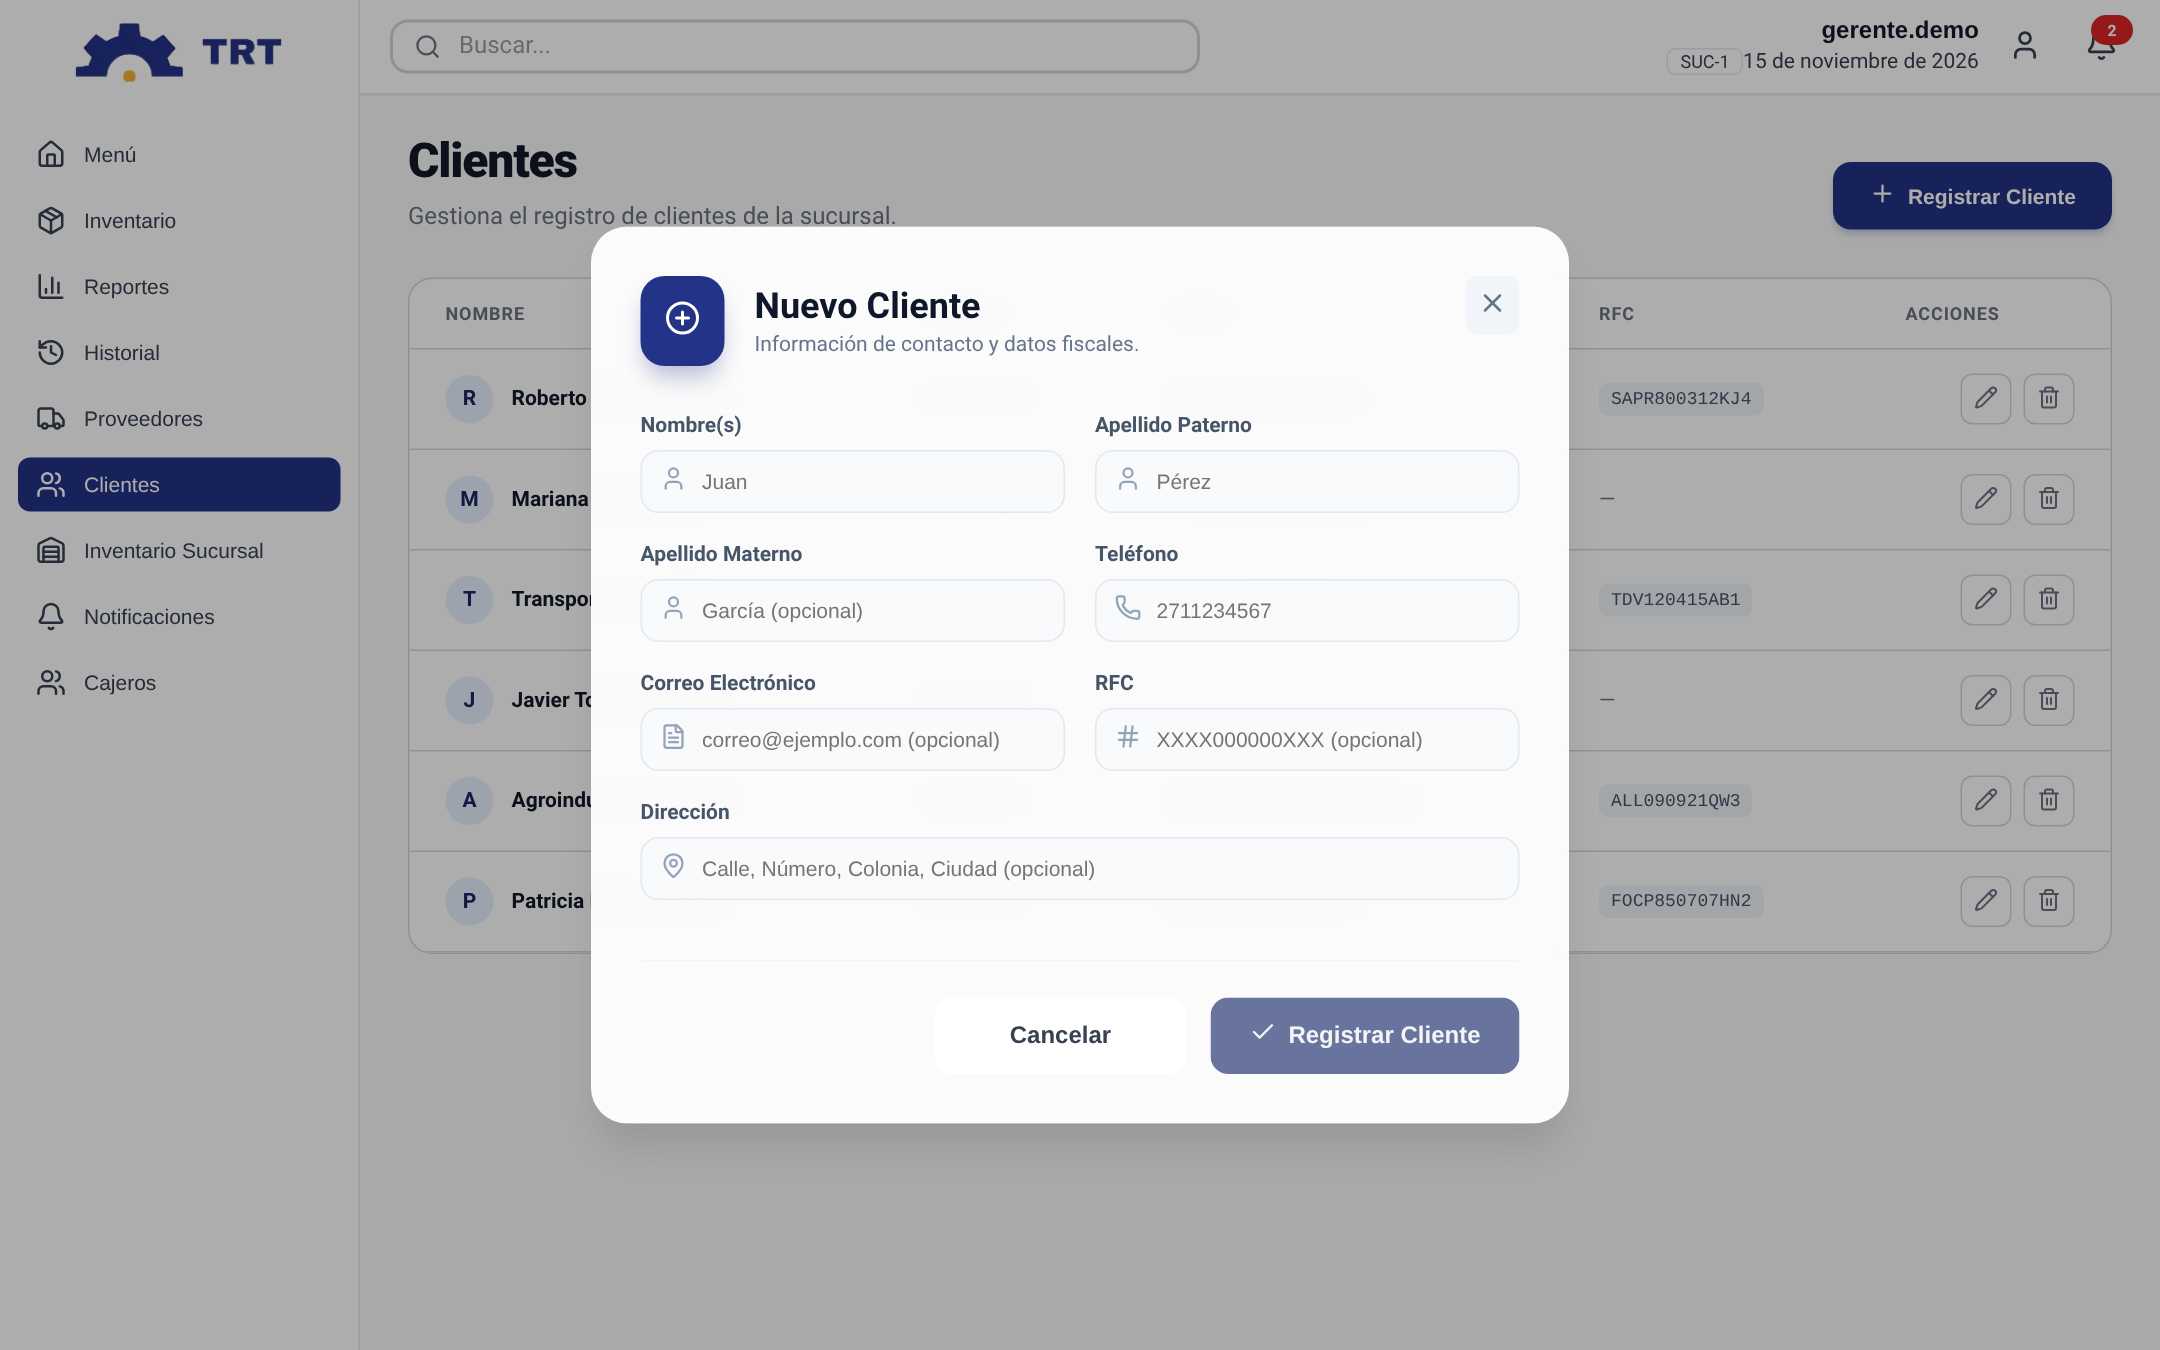 TRT
Buscar...
gerente.demo
SUC-1 15 de noviembre de 2026
2
Menú
Inventario
Reportes
Historial
Proveedores
Clientes
Inventario Sucursal
Notificaciones
Cajeros
Clientes
Gestiona el registro de clientes de la sucursal.
Registrar Cliente
NOMBRE
RFC
ACCIONES
R Roberto
SAPR800312KJ4
M Mariana
—
T
TDV120415AB1
J Javier
—
A
ALL090921QW3
P Patricia
FOCP850707HN2
Nuevo Cliente
Información de contacto y datos fiscales.
Nombre(s)
Apellido Paterno
Juan
Pérez
Apellido Materno
Teléfono
García (opcional)
2711234567
Correo Electrónico
RFC
correo@ejemplo.com (opcional)
XXXX000000XXX (opcional)
Dirección
Calle, Número, Colonia, Ciudad (opcional)
Cancelar
Registrar Cliente